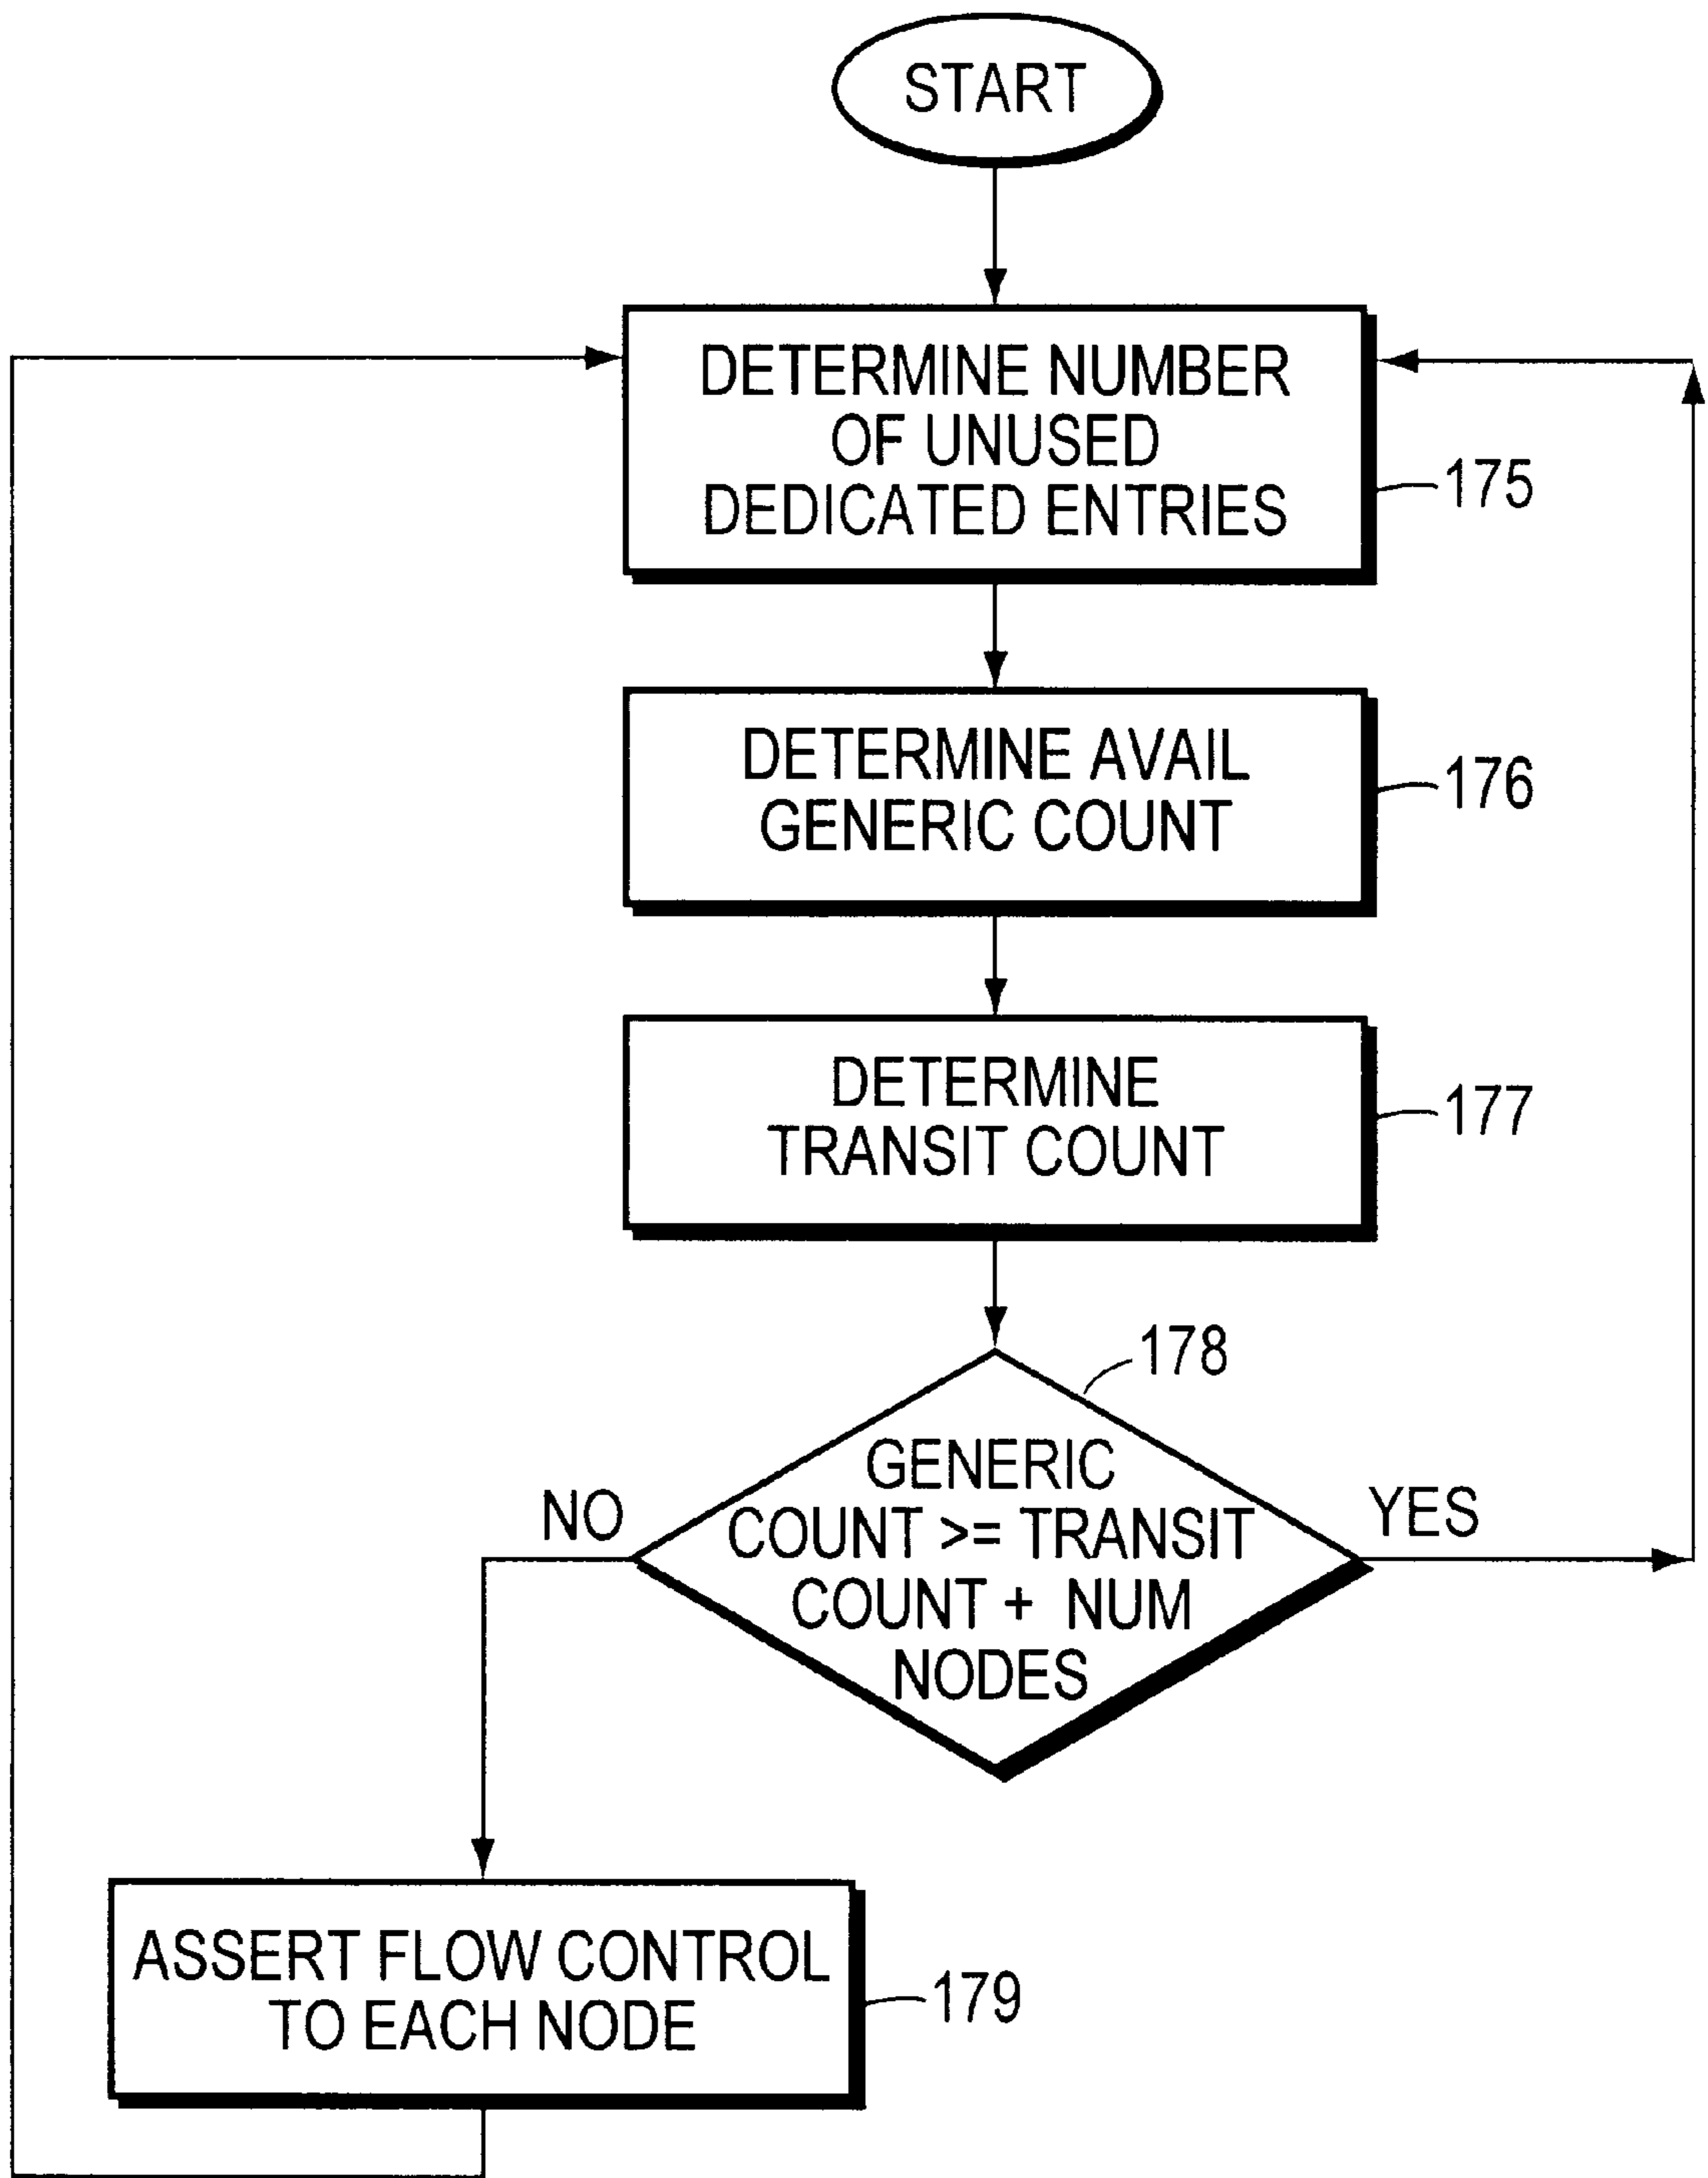 START
DETERMINE NUMBER
OF UNUSED
DEDICATED ENTRIES
175
DETERMINE AVAIL
GENERIC COUNT
176
DETERMINE
TRANSIT COUNT
177
178
GENERIC
COUNT >= TRANSIT
COUNT + NUM
NODES
NO
YES
ASSERT FLOW CONTROL
TO EACH NODE
179